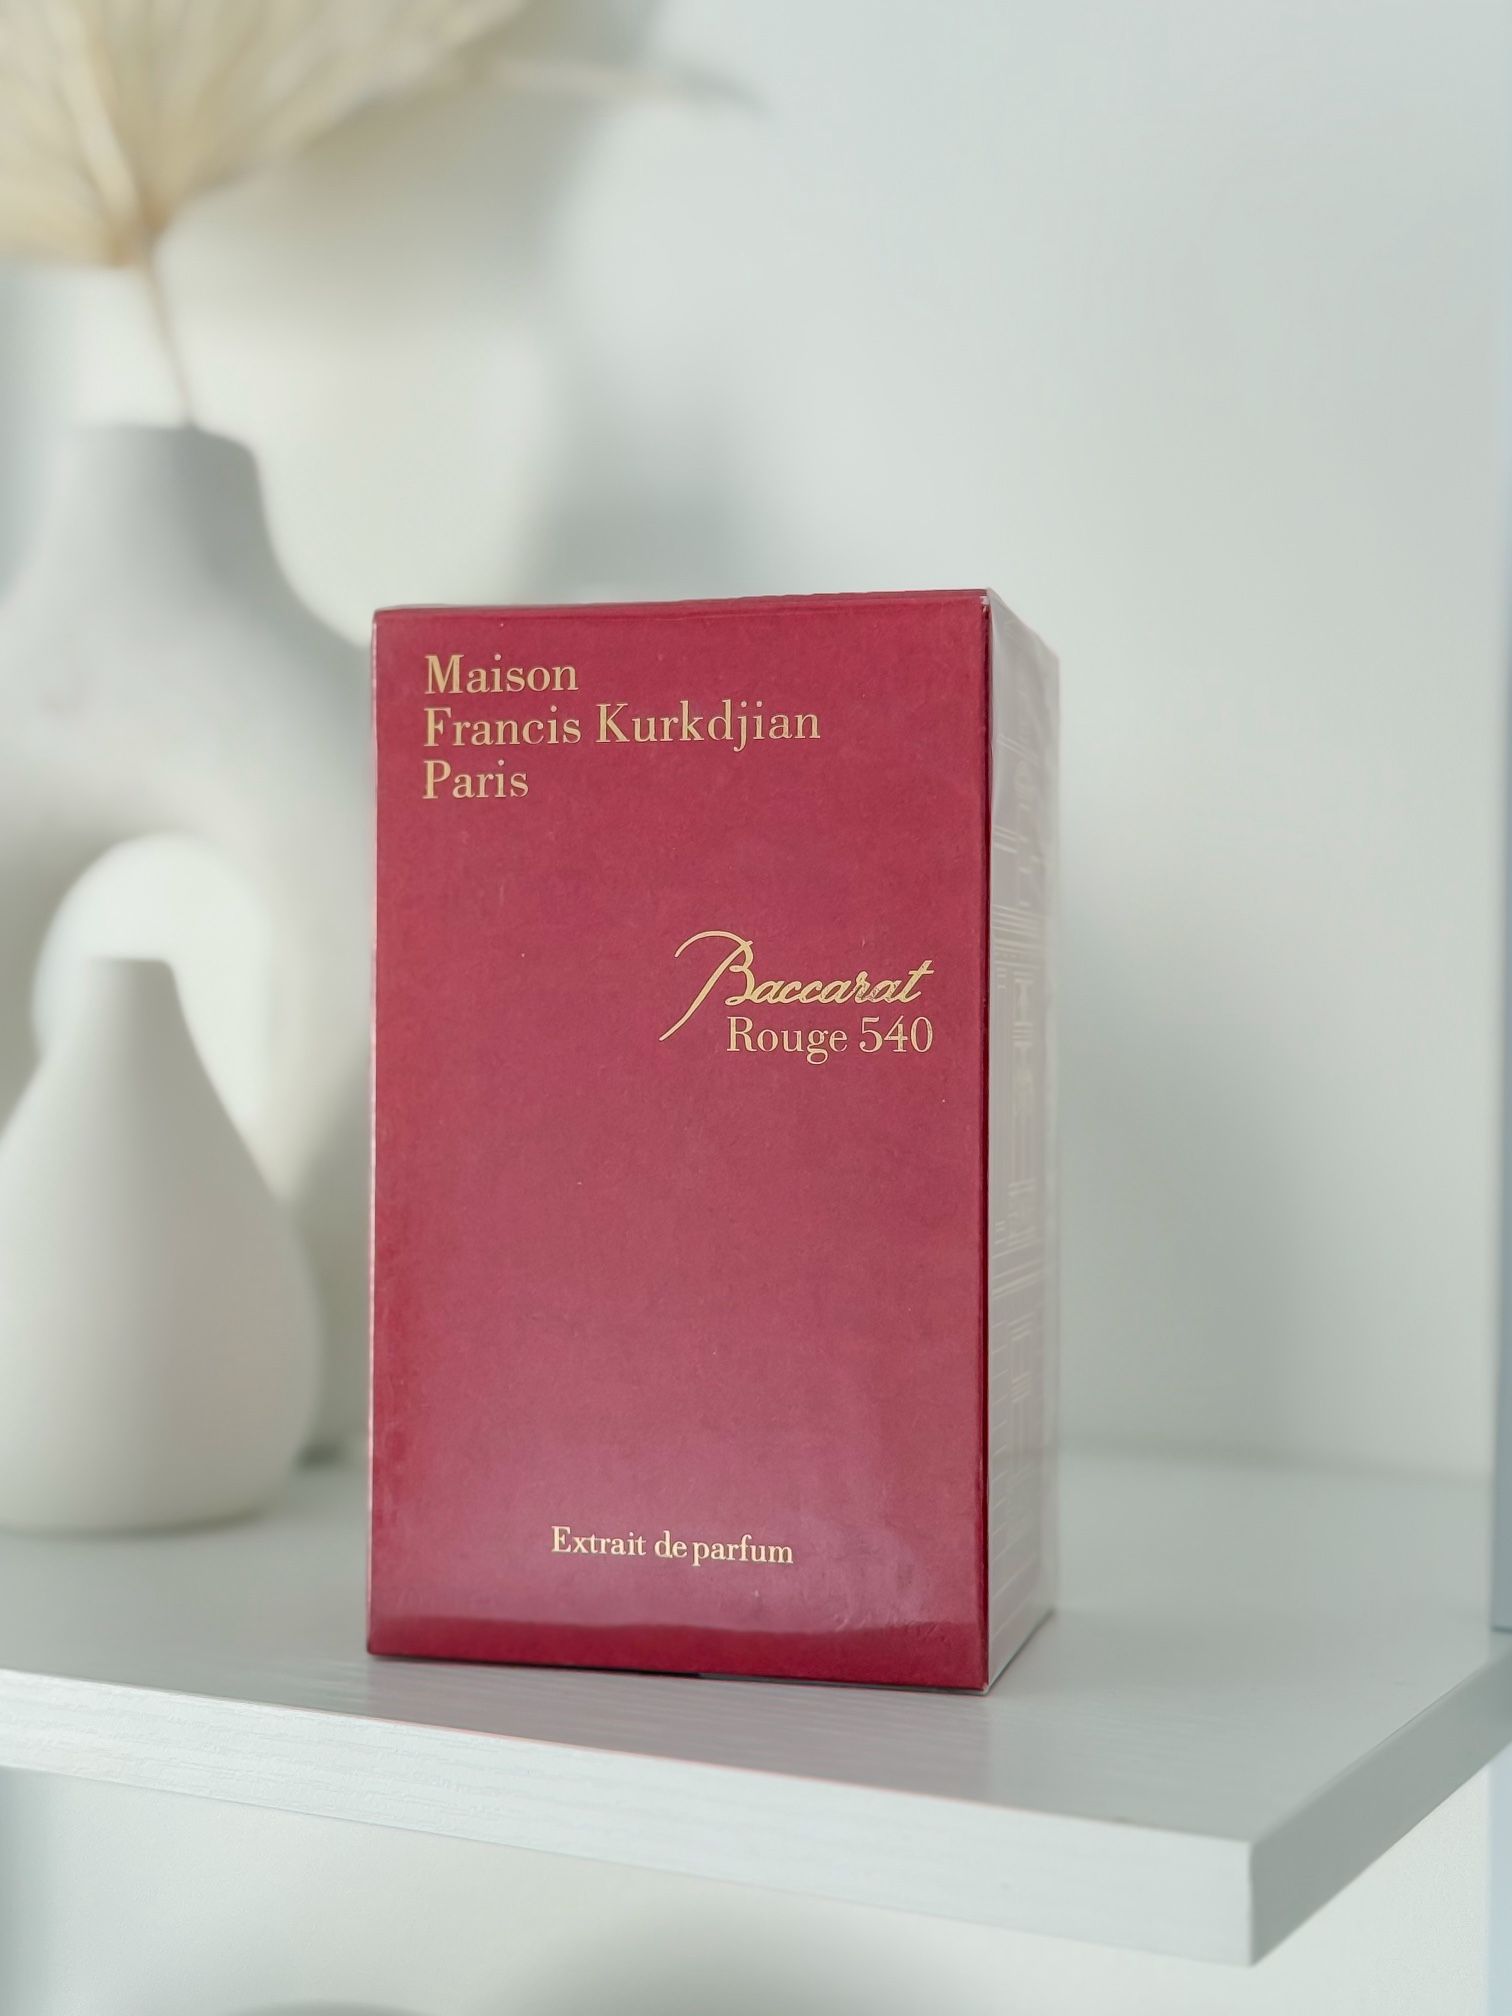 Maison
Francis Kurkdjian
Paris
Baccarat
Rouge 540
Extrait de parfum